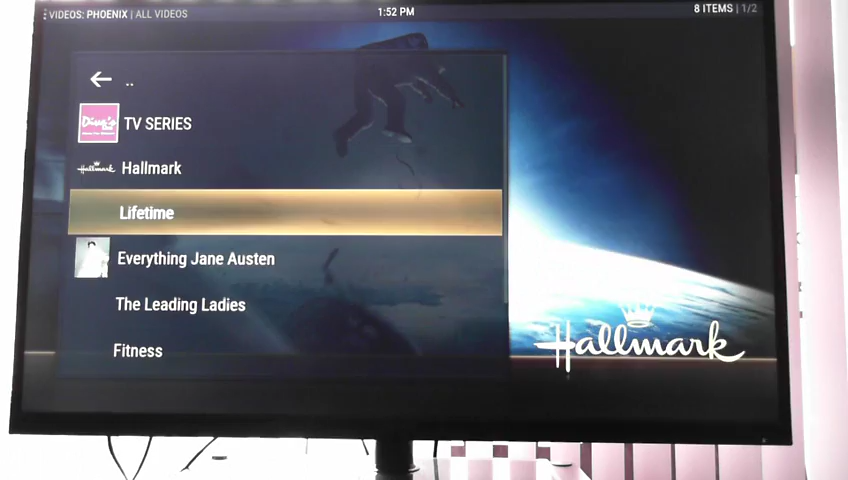 VIDEOS: PHOENIX | ALL VIDEOS
1:52 PM
8 ITEMS | 1/2
..
TV SERIES
Hallmark
Hallmark
Lifetime
Everything Jane Austen
The Leading Ladies
Fitness
Hallmark